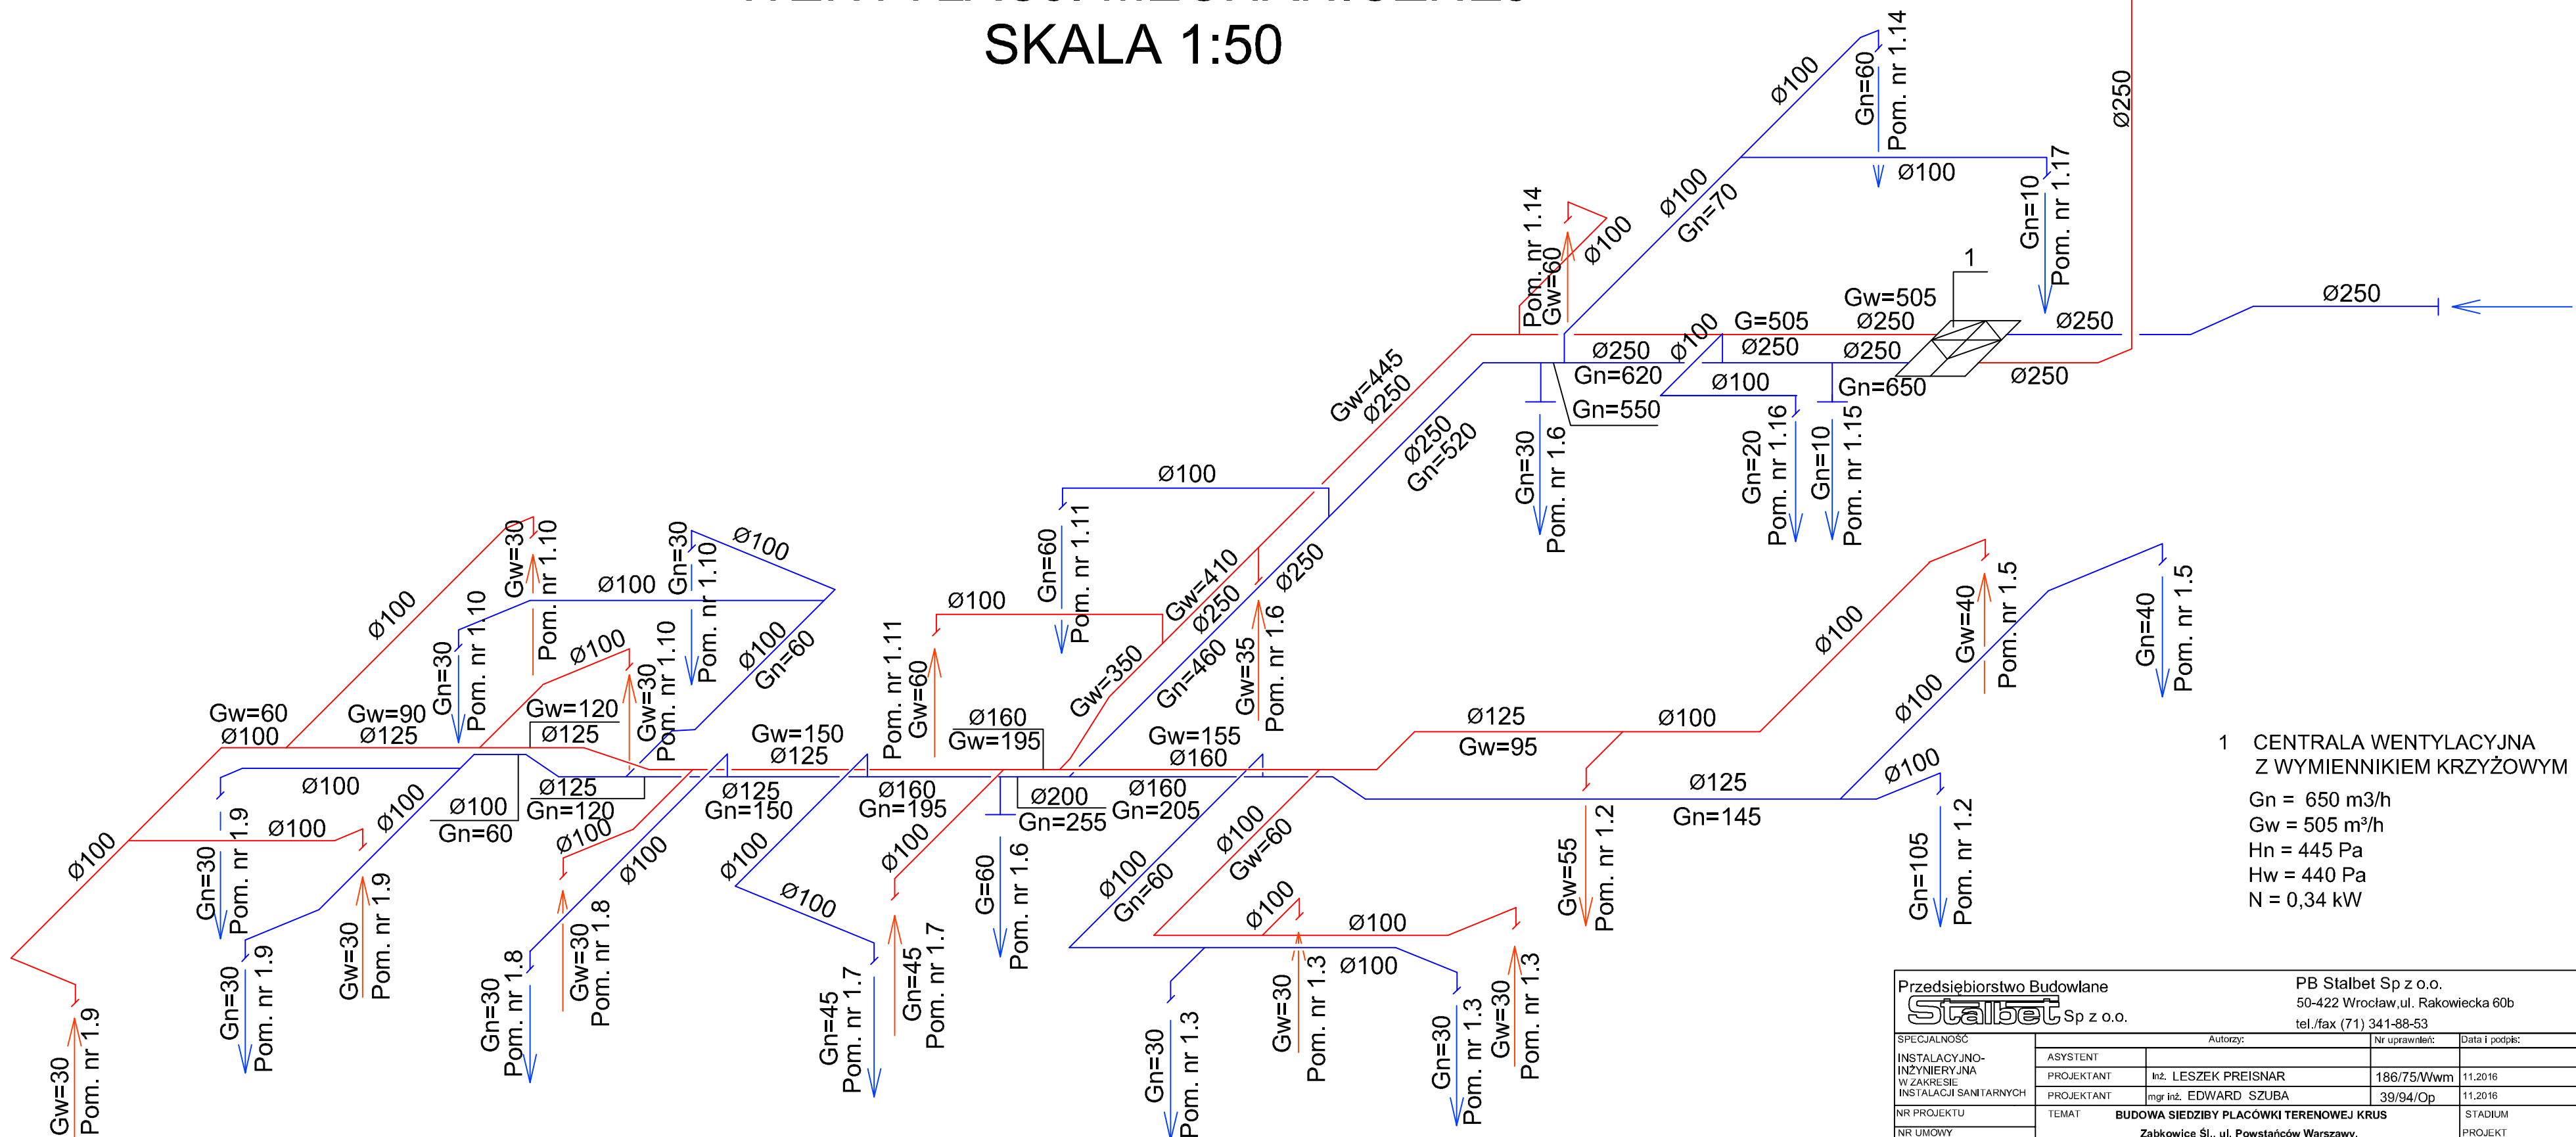 SKALA 1:50
Ø100
Gn=60
Pom. nr 1.14
Ø250
Ø100
Gn=70
Ø100
Gn=10
Pom. nr 1.17
Pom. nr 1.14
Gw=60
Ø100
1
Gw=505
Ø250
G=505
Ø250
Ø100
Ø250
Gn=620
Ø250
Gn=650
Ø250
Ø250
Ø250
Ø100
Gn=550
Gw=445
Ø250
Ø250
Gn=520
Gn=30
Pom. nr 1.6
Gn=20
Pom. nr 1.16
Gn=10
Pom. nr 1.15
Ø100
Gn=60
Pom. nr 1.11
Gw=30
Pom. nr 1.10
Gn=30
Pom. nr 1.10
Ø100
Ø100
Ø100
Gn=30
Pom. nr 1.10
Ø100
Gw=30
Pom. nr 1.10
Ø100
Gn=60
Pom. nr 1.11
Gw=60
Ø100
Gw=410
Ø250
Ø250
Gw=350
Gn=460
Gw=35
Pom. nr 1.6
Ø100
Gw=40
Pom. nr 1.5
Gn=40
Pom. nr 1.5
Ø100
Gw=60
Ø100
Gw=90
Ø125
Gw=120
Ø125
Gw=150
Ø125
Ø160
Gw=195
Gw=155
Ø160
Ø125
Gw=95
Ø100
Ø100
Ø100
Ø100
Gn=60
Ø125
Gn=120
Ø125
Gn=150
Ø160
Gn=195
Ø200
Gn=255
Ø160
Gn=205
Ø125
Gn=145
Ø100
Ø100
Ø100
Gn=30
Pom. nr 1.9
Gw=30
Pom. nr 1.9
Gn=30
Pom. nr 1.9
Gw=30
Pom. nr 1.9
Ø100
Ø100
Gn=30
Pom. nr 1.8
Gw=30
Pom. nr 1.8
Ø100
Ø100
Gn=45
Pom. nr 1.7
Ø100
Gn=45
Pom. nr 1.7
G=60
Pom. nr 1.6
Ø100
Gn=60
Ø100
Gw=60
Ø100
Ø100
Ø100
Gn=30
Pom. nr 1.3
Gw=30
Pom. nr 1.3
Gn=30
Pom. nr 1.3
Gw=30
Pom. nr 1.3
Gw=55
Pom. nr 1.2
Gn=105
Pom. nr 1.2
1 CENTRALA WENTYLACYJNA
Z WYMIENNIKIEM KRZYŻOWYM
Gn = 650 m3/h
Gw = 505 m³/h
Hn = 445 Pa
Hw = 440 Pa
N = 0,34 kW
Przedsiębiorstwo Budowlane
Stalbet Sp z o.o.
PB Stalbet Sp z o.o.
50-422 Wrocław,ul. Rakowiecka 60b
tel./fax (71) 341-88-53
SPECJALNOŚĆ
Autorzy:
Nr uprawnień:
Data i podpis:
INSTALACYJNO-
INŻYNIERYJNA
W ZAKRESIE
INSTALACJI SANITARNYCH
ASYSTENT
PROJEKTANT inż. LESZEK PREISNAR 186/75/Wwm 11.2016
PROJEKTANT mgr inż. EDWARD SZUBA 39/94/Op 11.2016
NR PROJEKTU
TEMAT
BUDOWA SIEDZIBY PLACÓWKI TERENOWEJ KRUS
STADIUM
NR UMOWY
Ząbkowice Śl., ul. Powstańców Warszawy,
PROJEKT